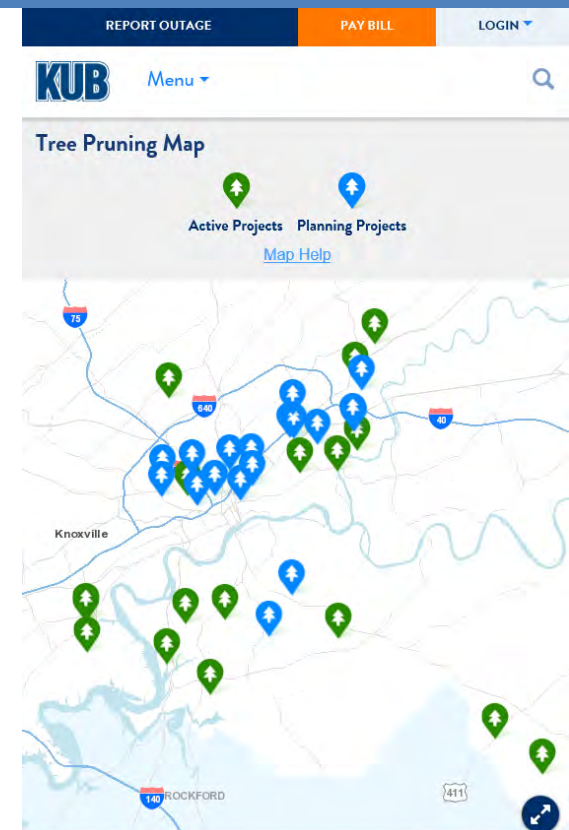 REPORT OUTAGE PAY BILL LOGIN
KUB Menu
Tree Pruning Map
Active Projects Planning Projects
Map Help
75
640
40
Knoxville
140 ROCKFORD 411